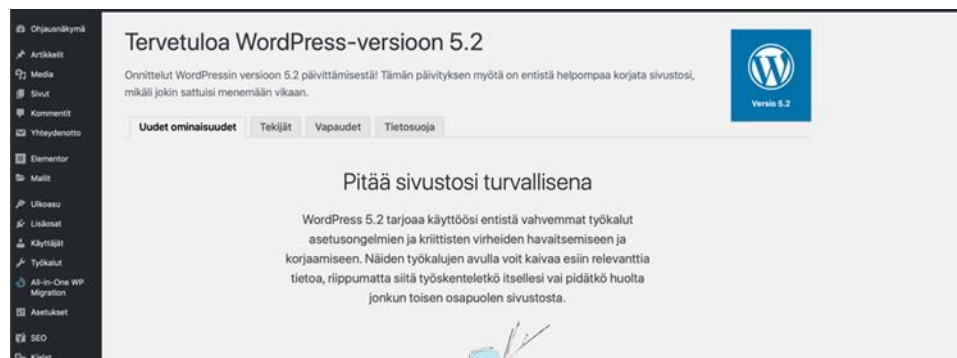 Ohjausnäkymä
Artikkelit
Media
Sivut
Kommentit
Yhteydenotto
Elementor
Mallit
Ulkoasu
Lisäosat
Käyttäjät
Työkalut
All-in-One WP
Migration
Asetukset
SEO
Kielet
Tervetuloa WordPress-versioon 5.2
Onnittelut WordPressin versioon 5.2 päivittämisestä! Tämän päivityksen myötä on entistä helpompaa korjata sivustosi,
mikäli jokin sattuisi menemään vikaan.
Versio 5.2
Uudet ominaisuudet Tekijät Vapaudet Tietosuoja
Pitää sivustosi turvallisena
WordPress 5.2 tarjoaa käyttöösi entistä vahvemmat työkalut
asetusongelmien ja kriittisten virheiden havaitsemiseen ja
korjaamiseen. Näiden työkalujen avulla voit kaivaa esiin relevanttia
tietoa, riippumatta siitä työskenteletkö itsellesi vai pidätkö huolta
jonkun toisen osapuolen sivustosta.